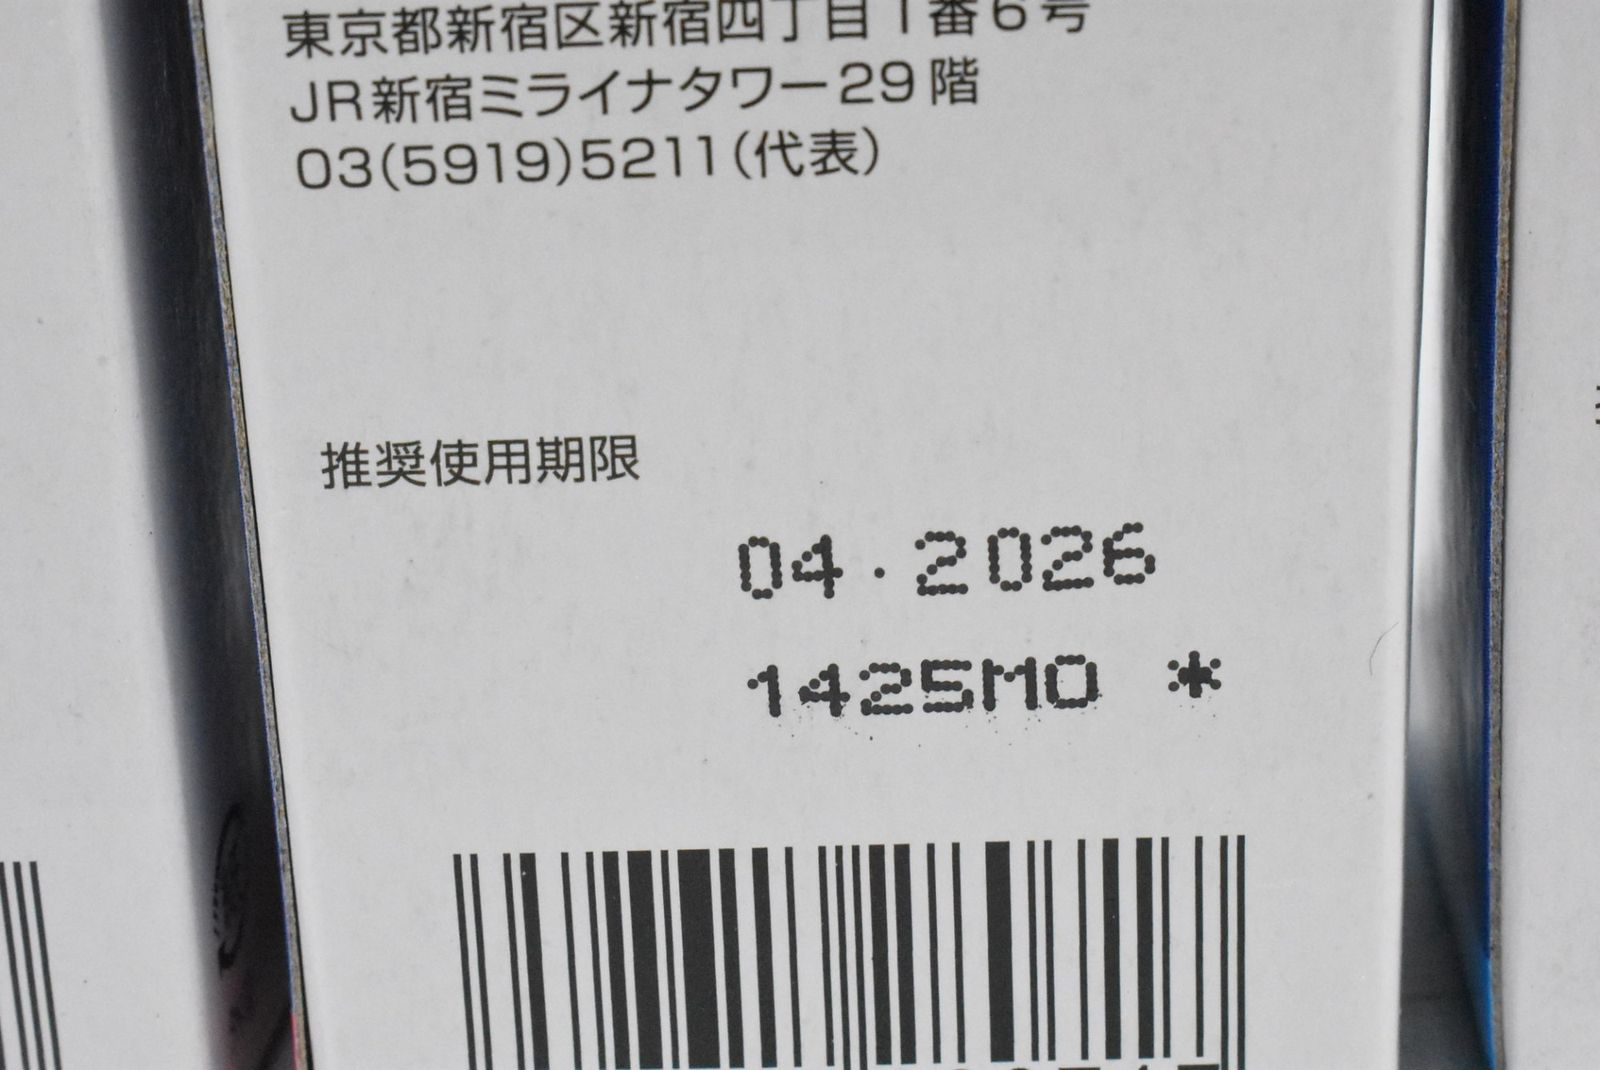 東京都新宿区新宿四丁目1番6号
JR新宿ミライナタワー29階
03(5919)5211(代表)
推奨使用期限
04.2026
1425MO *